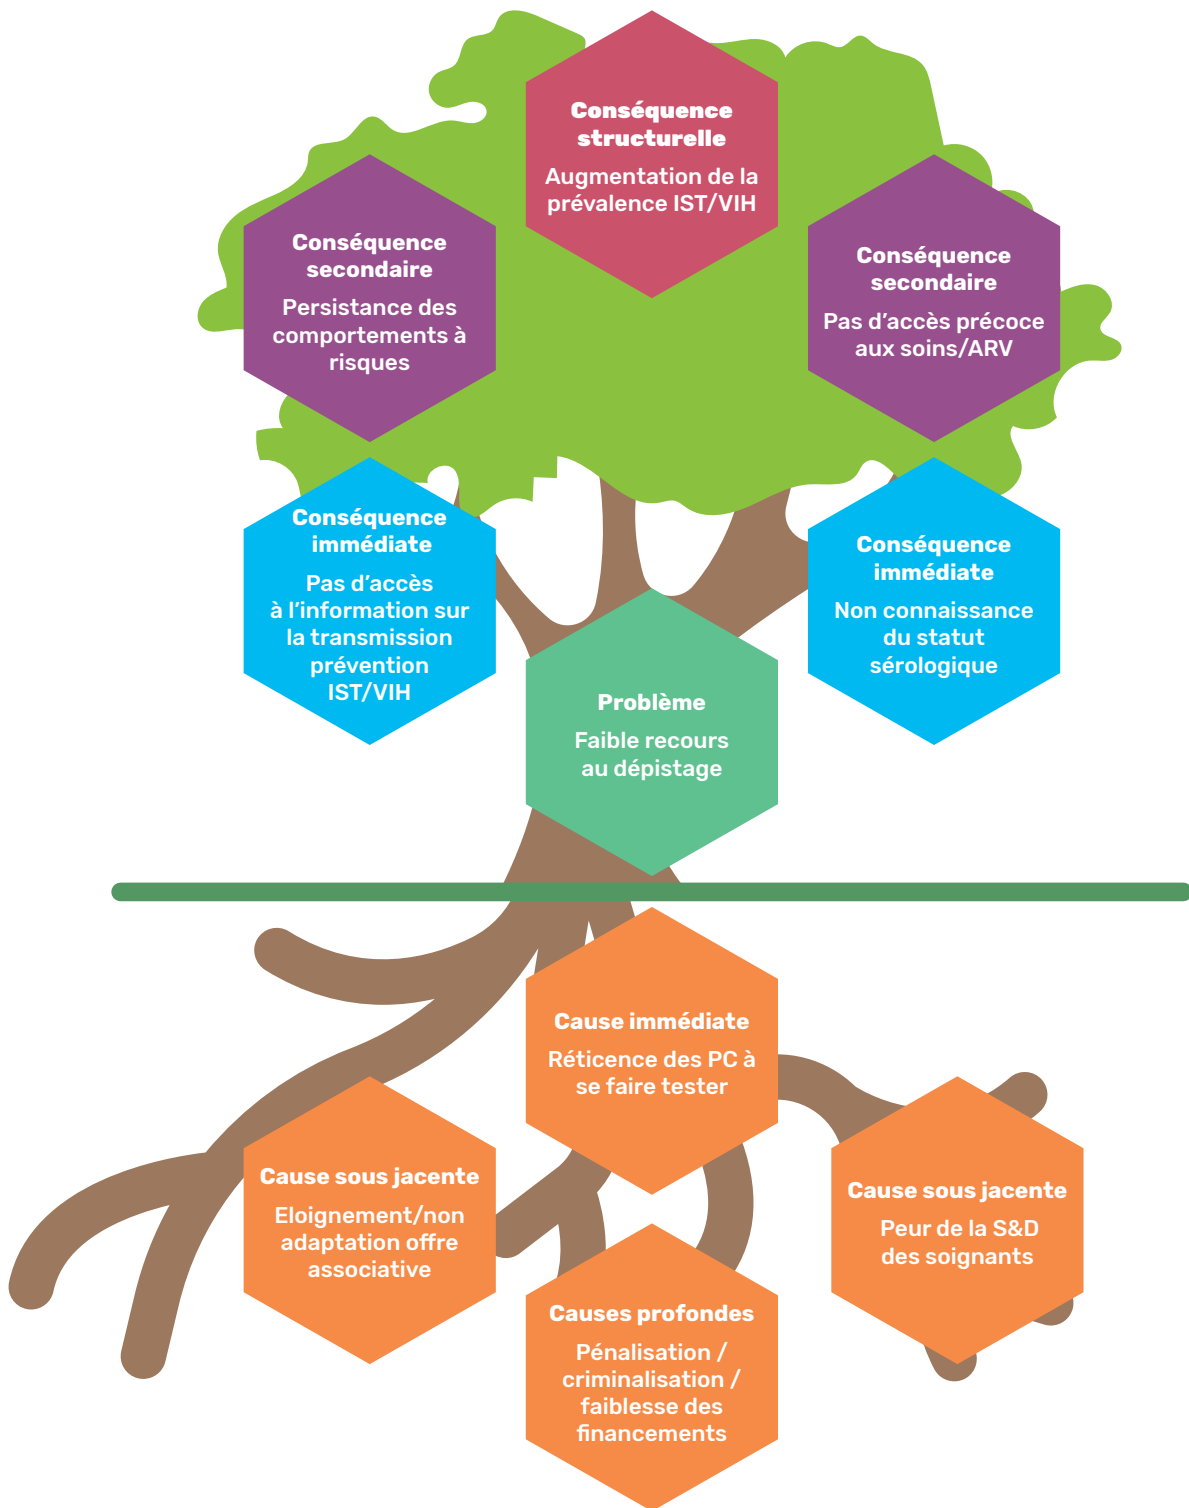 Conséquence
structurelle
Augmentation de la
prévalence IST/VIH
Conséquence
secondaire
Persistance des
comportements à
risques
Conséquence
secondaire
Pas d'accès précoce
aux soins/ARV
Conséquence
immédiate
Pas d'accès
à l'information sur
la transmission
prévention
IST/VIH
Conséquence
immédiate
Non connaissance
du statut
sérologique
Problème
Faible recours
au dépistage
Cause immédiate
Réticence des PC à
se faire tester
Cause sous jacente
Eloignement/non
adaptation offre
associative
Cause sous jacente
Peur de la S&D
des soignants
Causes profondes
Pénalisation /
criminalisation /
faiblesse des
financements